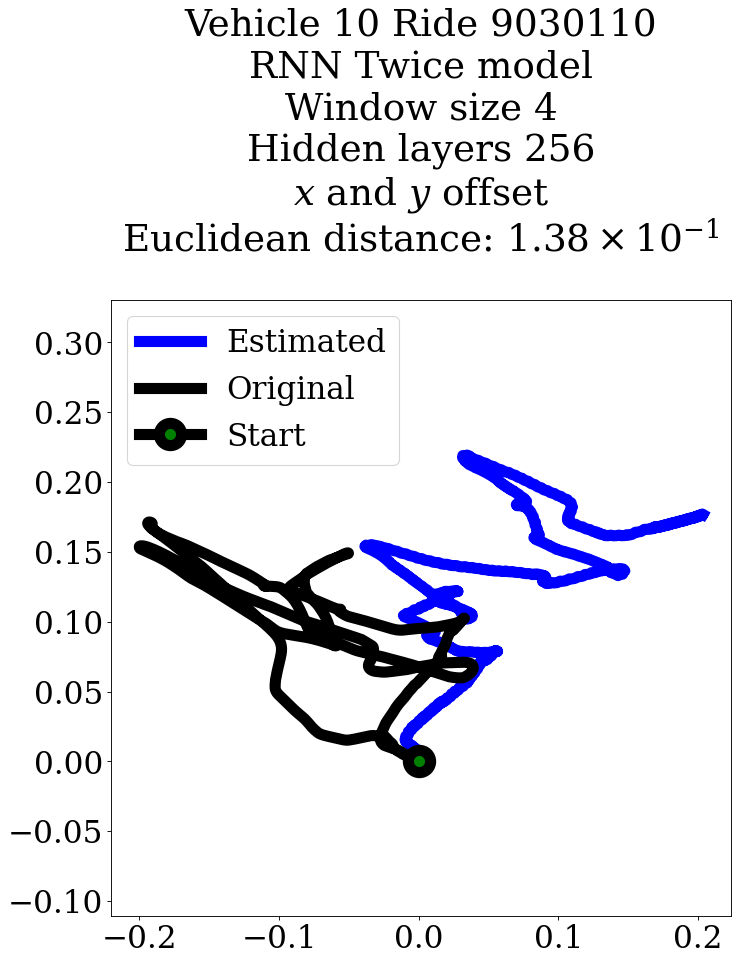 Vehicle 10 Ride 9030110
RNN Twice model
Window size 4
Hidden layers 256
x and y offset
Euclidean distance: 1.38 × 10⁻¹
Estimated
Original
Start
0.30
0.25
0.20
0.15
0.10
0.05
0.00
−0.05
−0.10
−0.2 −0.1 0.0 0.1 0.2